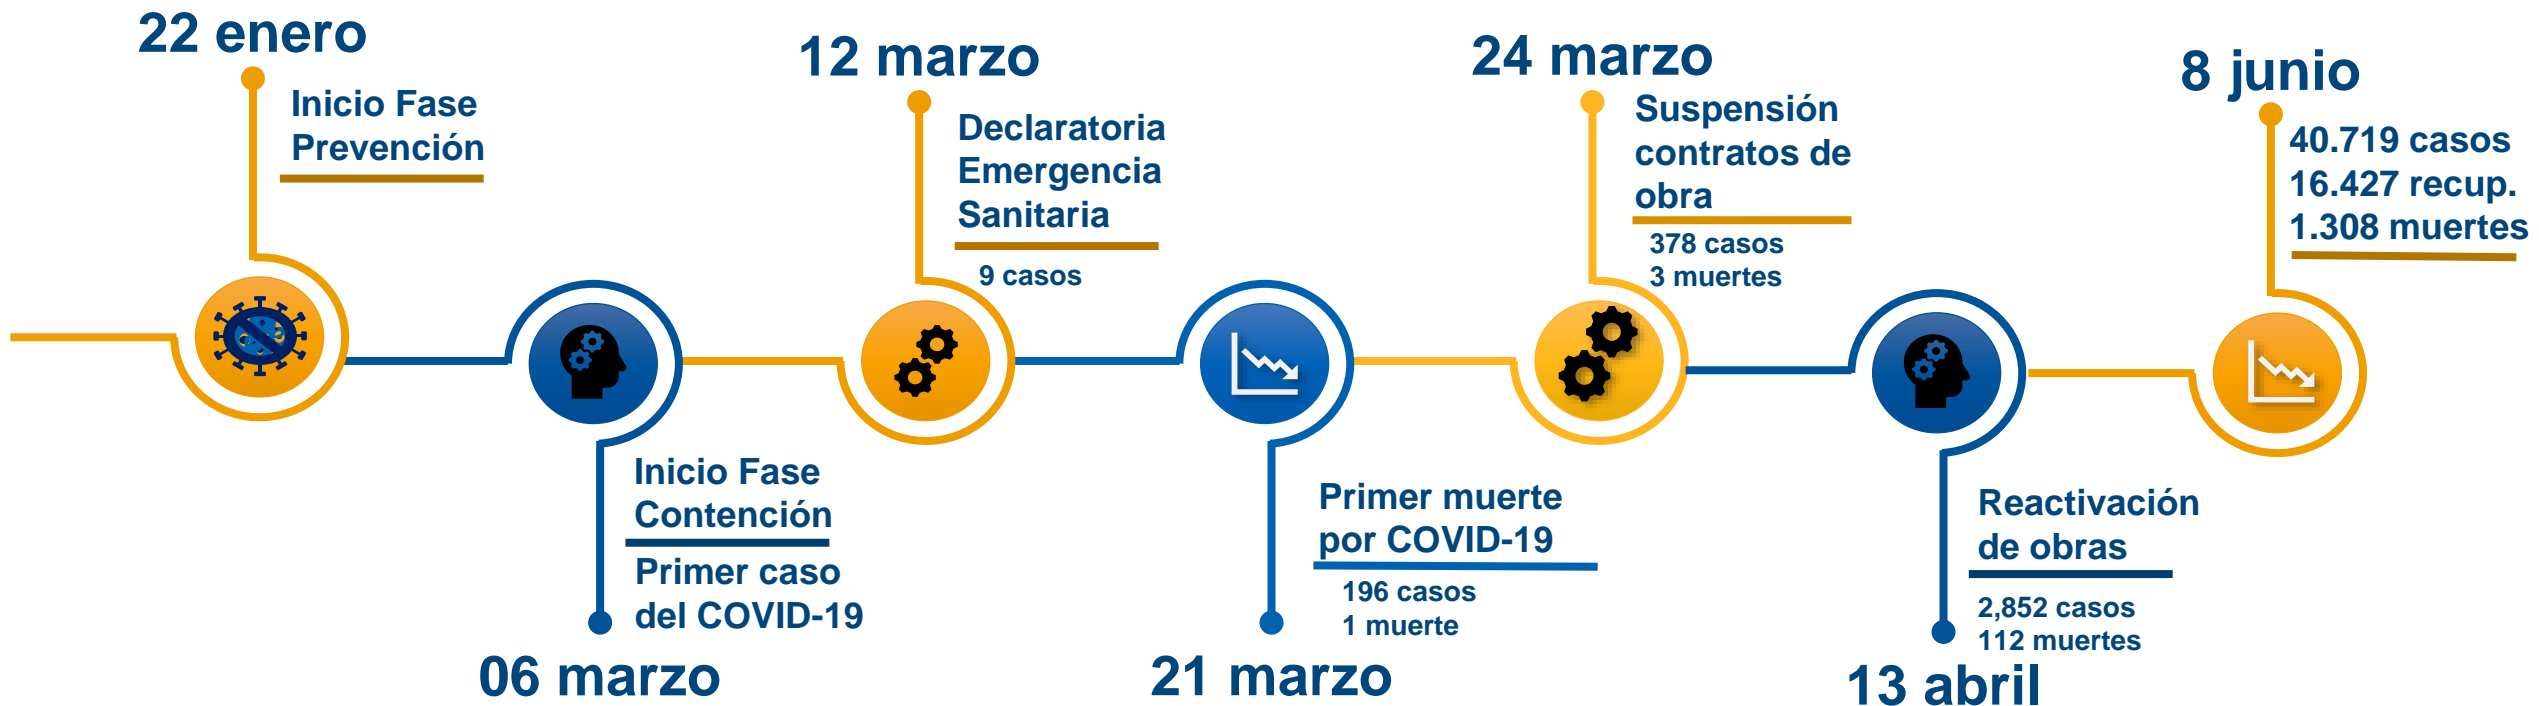 22 enero
Inicio Fase
Prevención
06 marzo
Inicio Fase
Contención
Primer caso
del COVID-19
12 marzo
Declaratoria
Emergencia
Sanitaria
9 casos
21 marzo
Primer muerte
por COVID-19
196 casos
1 muerte
24 marzo
Suspensión
contratos de
obra
378 casos
3 muertes
13 abril
Reactivación
de obras
2,852 casos
112 muertes
8 junio
40.719 casos
16.427 recup.
1.308 muertes